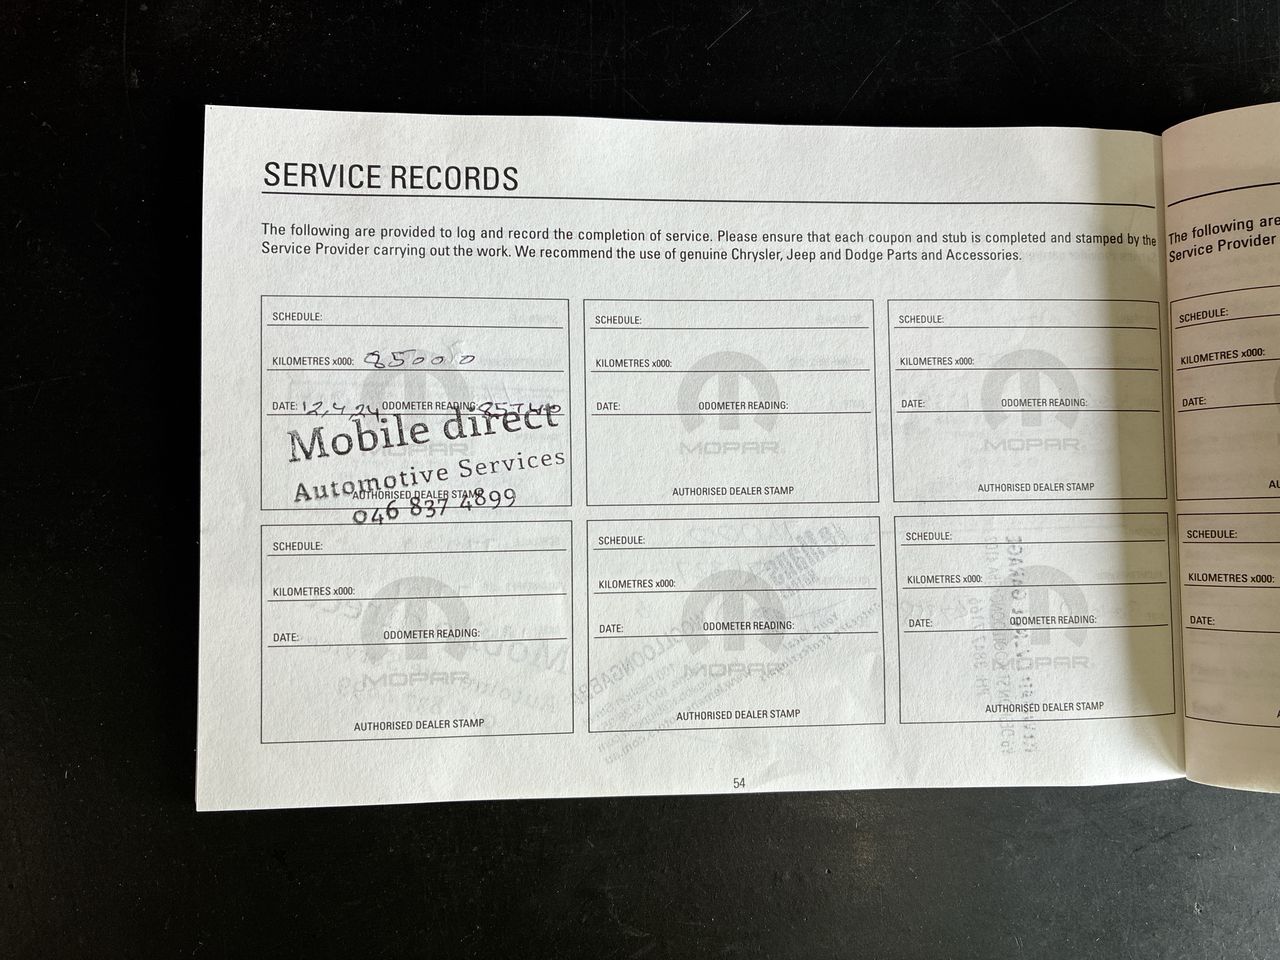 SERVICE RECORDS
The following are provided to log and record the completion of service. Please ensure that each coupon and stub is completed and stamped by the
Service Provider carrying out the work. We recommend the use of genuine Chrysler, Jeep and Dodge Parts and Accessories.
SCHEDULE:
KILOMETRES x000: 85000
DATE: 12,4,24 ODOMETER READING:
MOPAR
Mobile direct
Automotive Services
AUTHORISED DEALER STAMP
046 837 4899
SCHEDULE:
KILOMETRES x000:
DATE: ODOMETER READING:
MOPAR
AUTHORISED DEALER STAMP
SCHEDULE:
KILOMETRES x000:
DATE: ODOMETER READING:
MOPAR
AUTHORISED DEALER STAMP
SCHEDULE:
KILOMETRES x000:
DATE: ODOMETER READING:
MOPAR
AUTHORISED DEALER STAMP
SCHEDULE:
KILOMETRES x000:
DATE: ODOMETER READING:
MOPAR
AUTHORISED DEALER STAMP
SCHEDULE:
KILOMETRES x000:
DATE: ODOMETER READING:
MOPAR
AUTHORISED DEALER STAMP
54
The following are
Service Provider
SCHEDULE:
KILOMETRES x000:
DATE:
SCHEDULE:
KILOMETRES x000:
DATE: